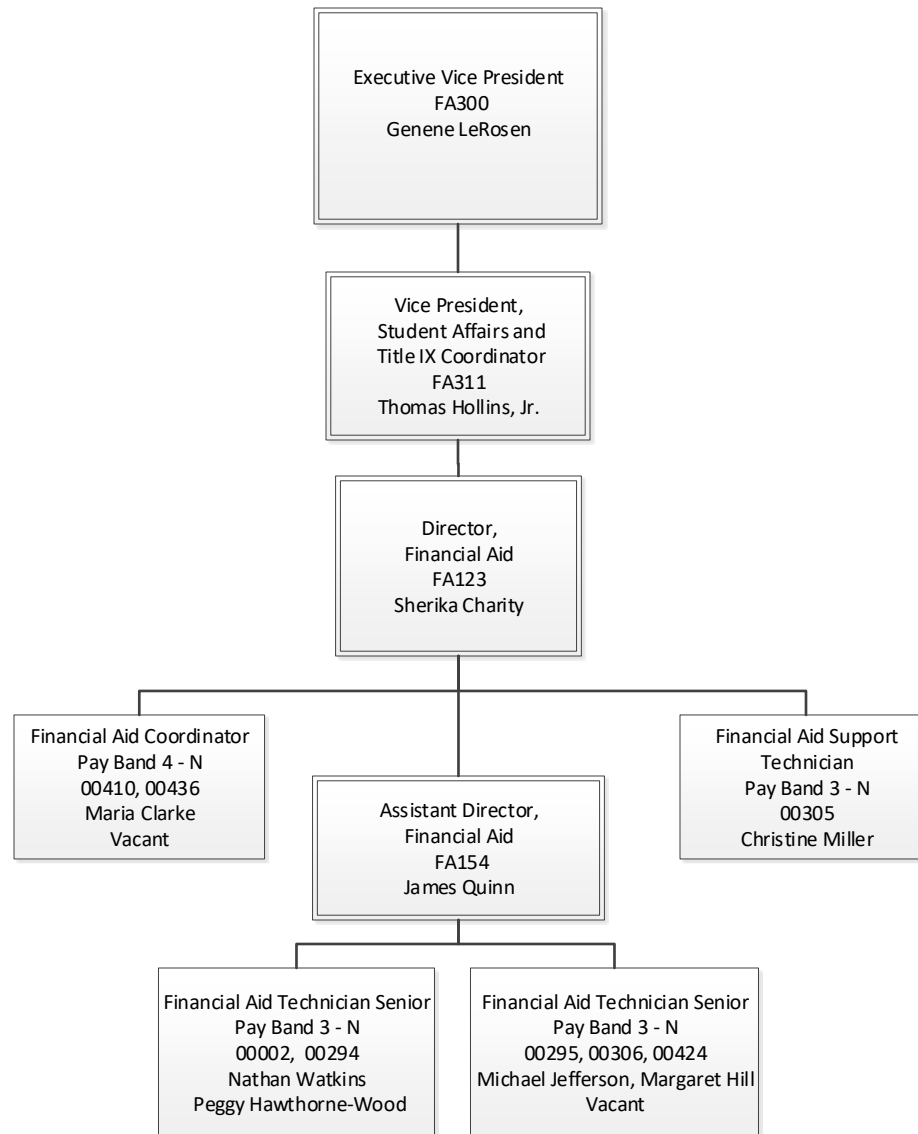 Executive Vice President
FA300
Genene LeRosen
Vice President,
Student Affairs and
Title IX Coordinator
FA311
Thomas Hollins, Jr.
Director,
Financial Aid
FA123
Sherika Charity
Financial Aid Coordinator
Pay Band 4 - N
00410, 00436
Maria Clarke
Vacant
Assistant Director,
Financial Aid
FA154
James Quinn
Financial Aid Support
Technician
Pay Band 3 - N
00305
Christine Miller
Financial Aid Technician Senior
Pay Band 3 - N
00002,  00294
Nathan Watkins
Peggy Hawthorne-Wood
Financial Aid Technician Senior
Pay Band 3 - N
00295, 00306, 00424
Michael Jefferson, Margaret Hill
Vacant